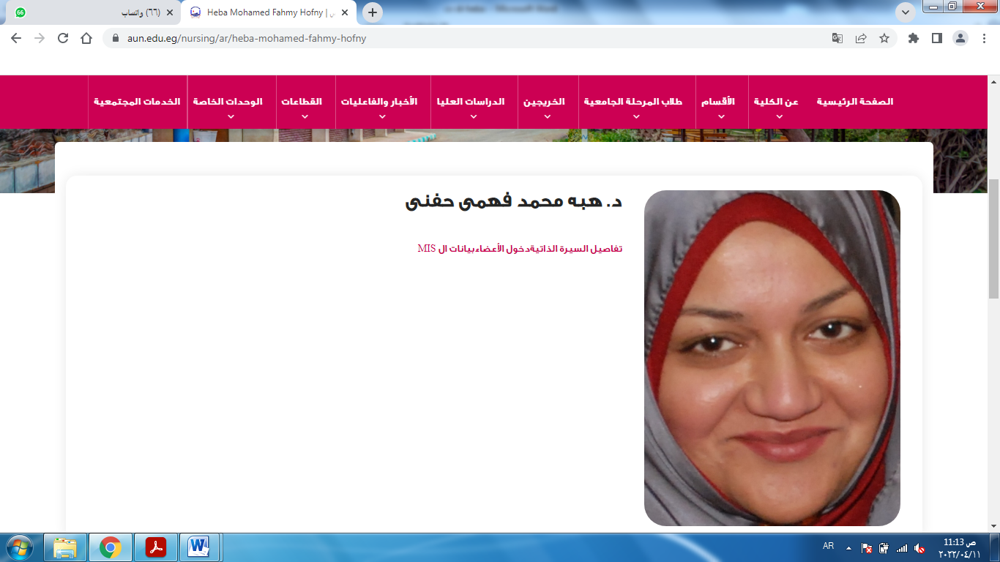 (٦٦) واتساب
Heba Mohamed Fahmy Hofny |
aun.edu.eg/nursing/ar/heba-mohamed-fahmy-hofny
الصفحة الرئيسية
عن الكلية
الأقسام
طلاب المرحلة الجامعية
الخريجين
الدراسات العليا
الأخبار والفاعليات
القطاعات
الوحدات الخاصة
الخدمات المجتمعية
د. هبه محمد فهمى حفنى
تفاصيل السيرة الذاتيةدخول الأعضاءبيانات ال MIS
AR
11:13 ص
٢٠٢٢/٠٤/١١